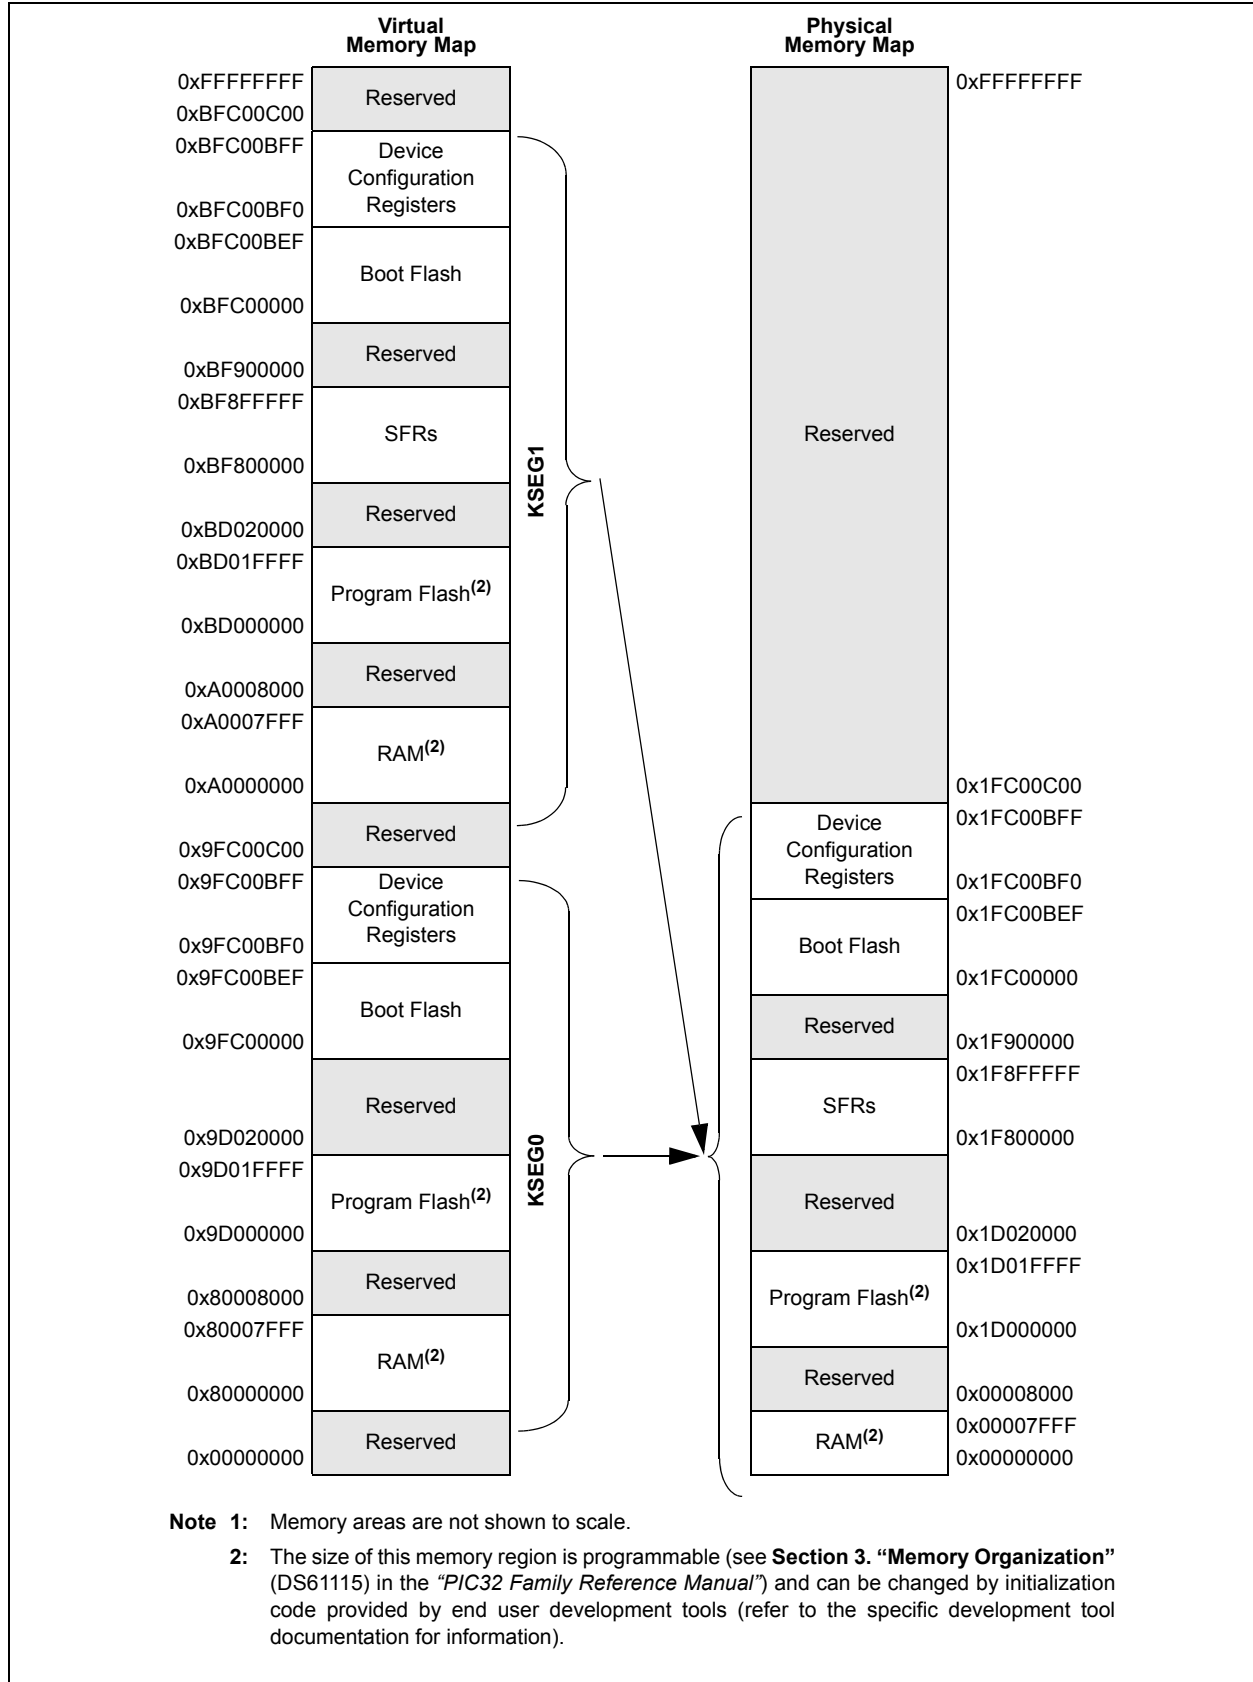 Virtual
Memory Map
0xFFFFFFFF
Reserved
0xBFC00C00
0xBFC00BFF
Device
Configuration
Registers
0xBFC00BF0
0xBFC00BEF
Boot Flash
0xBFC00000
Reserved
0xBF900000
0xBF8FFFFF
SFRs
0xBF800000
Reserved
0xBD020000
0xBD01FFFF
Program Flash(2)
0xBD000000
Reserved
0xA0008000
0xA0007FFF
RAM(2)
0xA0000000
Reserved
0x9FC00C00
0x9FC00BFF
Device
Configuration
Registers
0x9FC00BF0
0x9FC00BEF
Boot Flash
0x9FC00000
Reserved
0x9D020000
0x9D01FFFF
Program Flash(2)
0x9D000000
Reserved
0x80008000
0x80007FFF
RAM(2)
0x80000000
Reserved
0x00000000
KSEG1
KSEG0
Physical
Memory Map
0xFFFFFFFF
Reserved
0x1FC00C00
0x1FC00BFF
Device
Configuration
Registers
0x1FC00BF0
0x1FC00BEF
Boot Flash
0x1FC00000
Reserved
0x1F900000
0x1F8FFFFF
SFRs
0x1F800000
Reserved
0x1D020000
0x1D01FFFF
Program Flash(2)
0x1D000000
Reserved
0x00008000
0x00007FFF
RAM(2)
0x00000000
Note 1: Memory areas are not shown to scale.
2: The size of this memory region is programmable (see Section 3. “Memory Organization”
(DS61115) in the “PIC32 Family Reference Manual”) and can be changed by initialization
code provided by end user development tools (refer to the specific development tool
documentation for information).